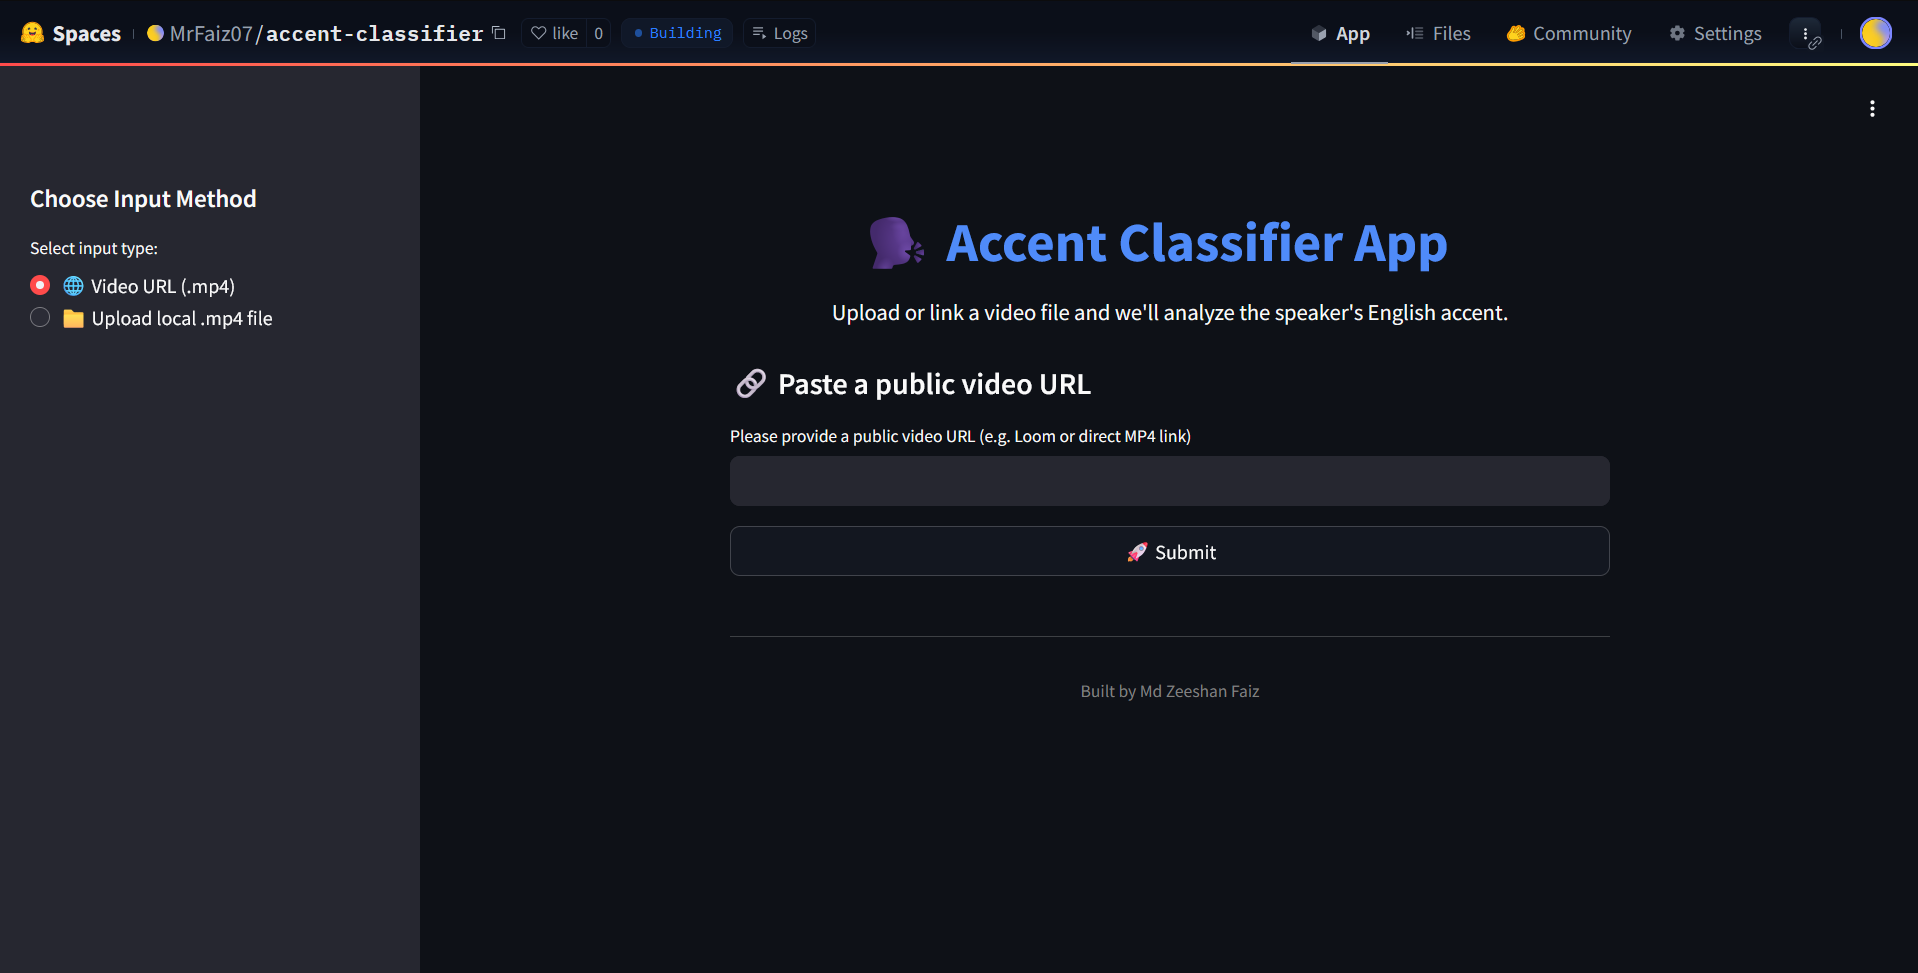 Spaces MrFaiz07/accent-classifier like 0 Building Logs App Files Community Settings
Choose Input Method
Select input type:
Video URL (.mp4)
Upload local .mp4 file
Accent Classifier App
Upload or link a video file and we'll analyze the speaker's English accent.
Paste a public video URL
Please provide a public video URL (e.g. Loom or direct MP4 link)
Submit
Built by Md Zeeshan Faiz